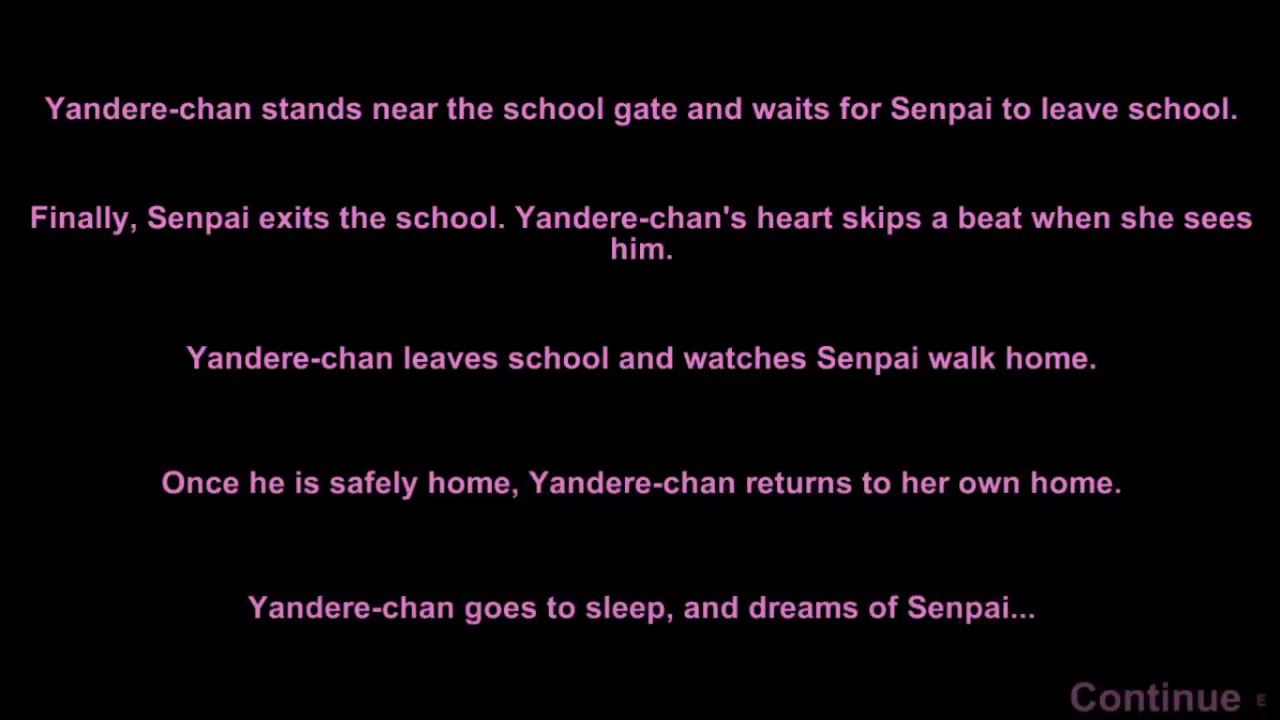 Yandere-chan stands near the school gate and waits for Senpai to leave school.
Finally, Senpai exits the school. Yandere-chan's heart skips a beat when she sees
him.
Yandere-chan leaves school and watches Senpai walk home.
Once he is safely home, Yandere-chan returns to her own home.
Yandere-chan goes to sleep, and dreams of Senpai...
Continue E